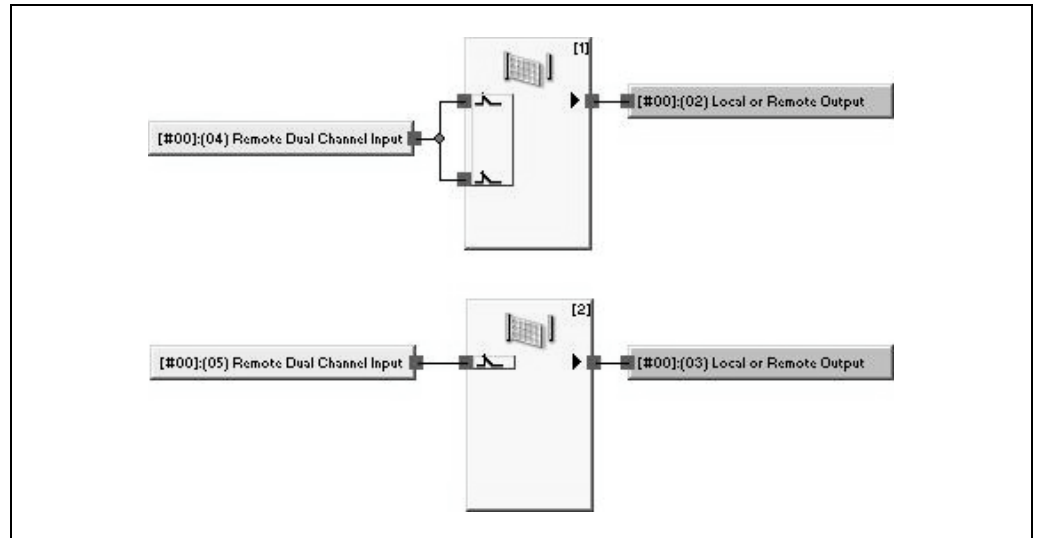 [1]
[#00]:(02) Local or Remote Output
[#00]:(04) Remote Dual Channel Input
[2]
[#00]:(05) Remote Dual Channel Input
[#00]:(03) Local or Remote Output